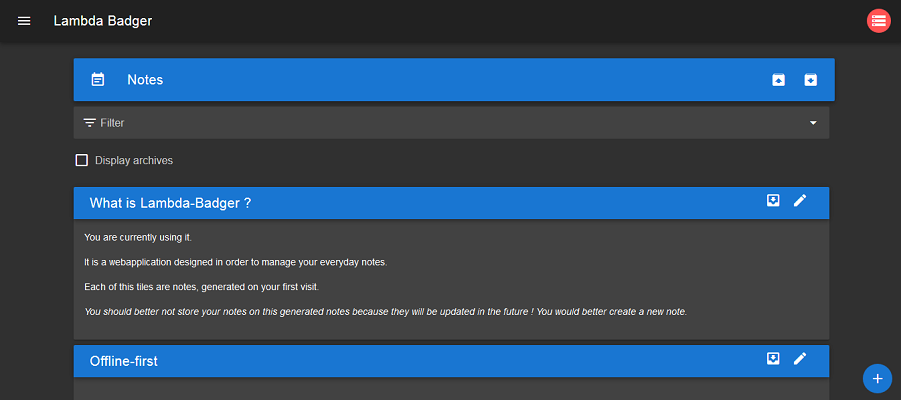 Lambda Badger
Notes
Filter
Display archives
What is Lambda-Badger ?
You are currently using it.
It is a webapplication designed in order to manage your everyday notes.
Each of this tiles are notes, generated on your first visit.
You should better not store your notes on this generated notes because they will be updated in the future ! You would better create a new note.
Offline-first